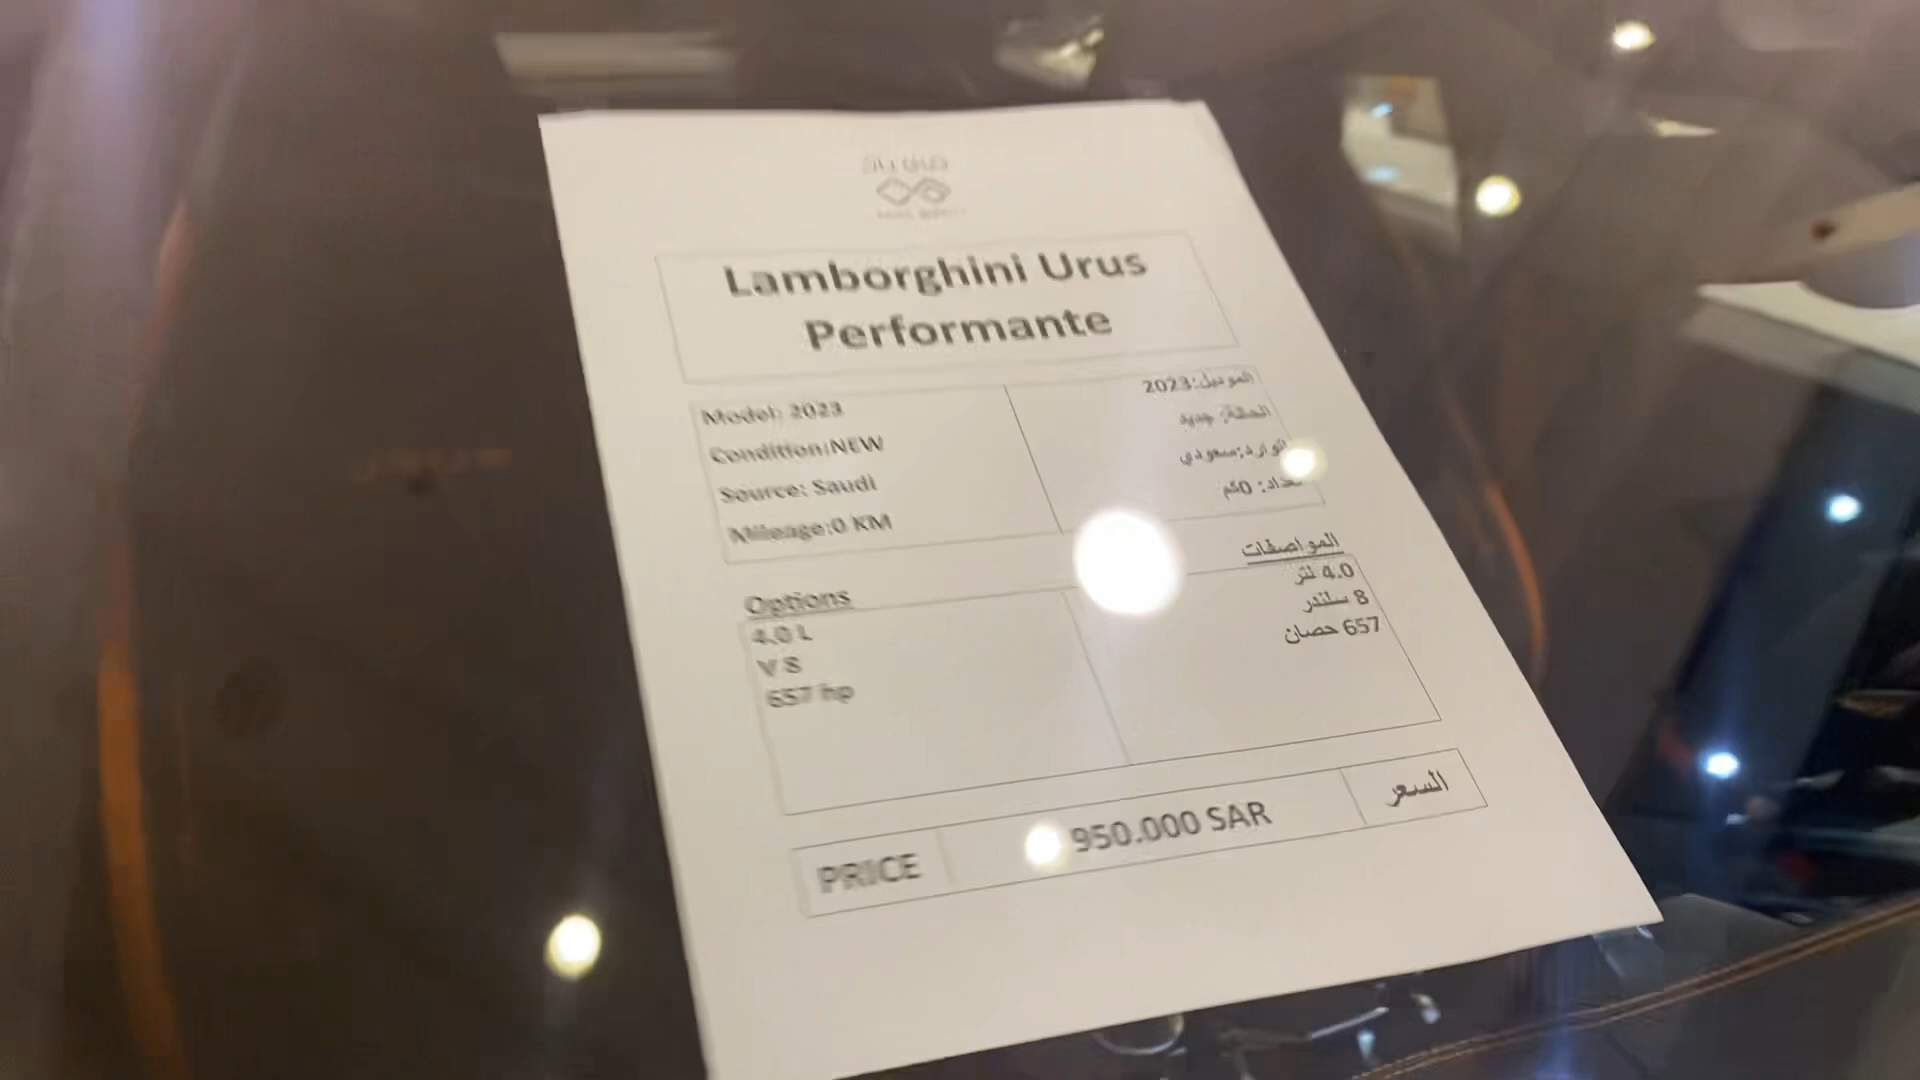 Lamborghini Urus
Performante
Model: 2023
Condition:NEW
Source: Saudi
Mileage:0 KM
الموديل:2023
الحالة: جديد
الوارد:سعودي
0كم
Options
4.0 L
V 8
657 hp
المواصفات
4.0 لتر
8 سلندر
657 حصان
PRICE
950.000 SAR
السعر